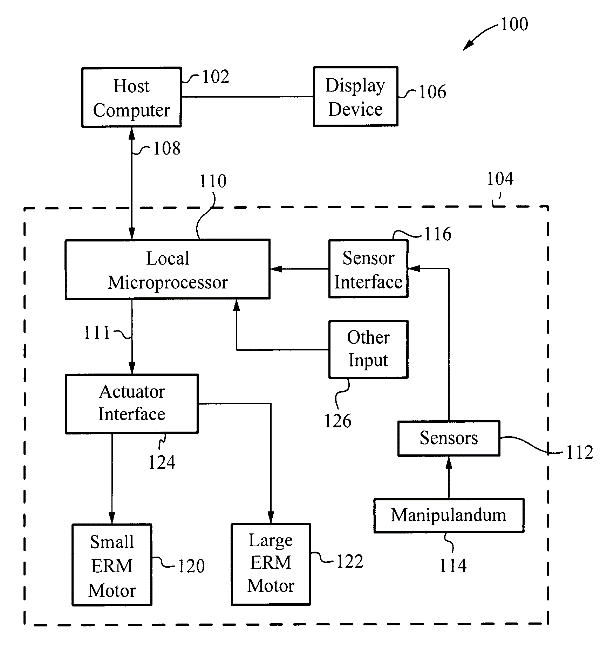 100
Host
Computer
102
Display
Device
106
108
104
110
Local
Microprocessor
116
Sensor
Interface
111
Other
Input
126
Actuator
Interface
124
Sensors
112
Manipulandum
114
Small
ERM
Motor
120
Large
ERM
Motor
122